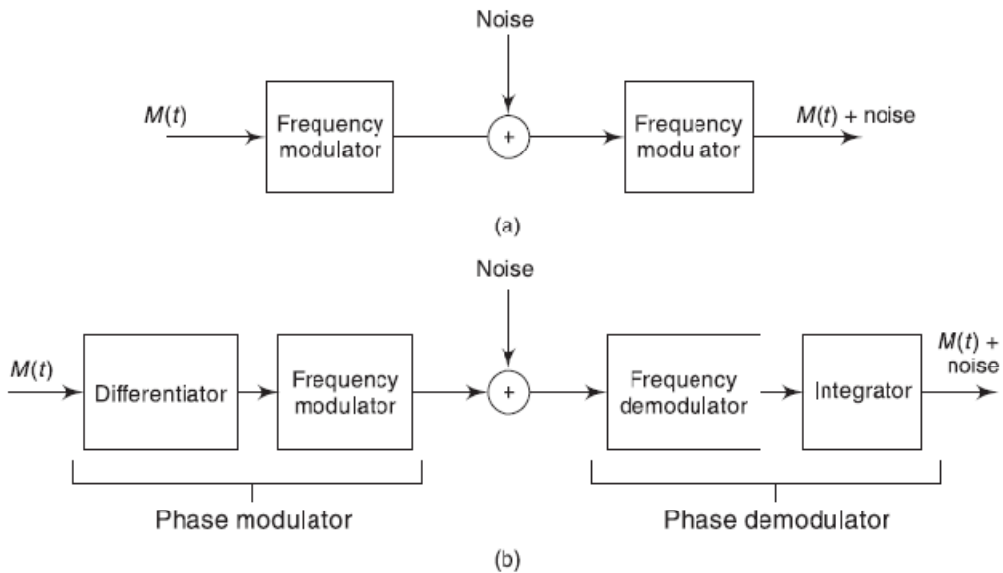 Noise
M(t)
Frequency
modulator
+
Frequency
modu ator
M(t) + noise
(a)
Noise
M(t)
Differentiator
Frequency
modulator
+
Frequency
demodulator
Integrator
M(t) +
noise
Phase modulator
Phase demodulator
(b)